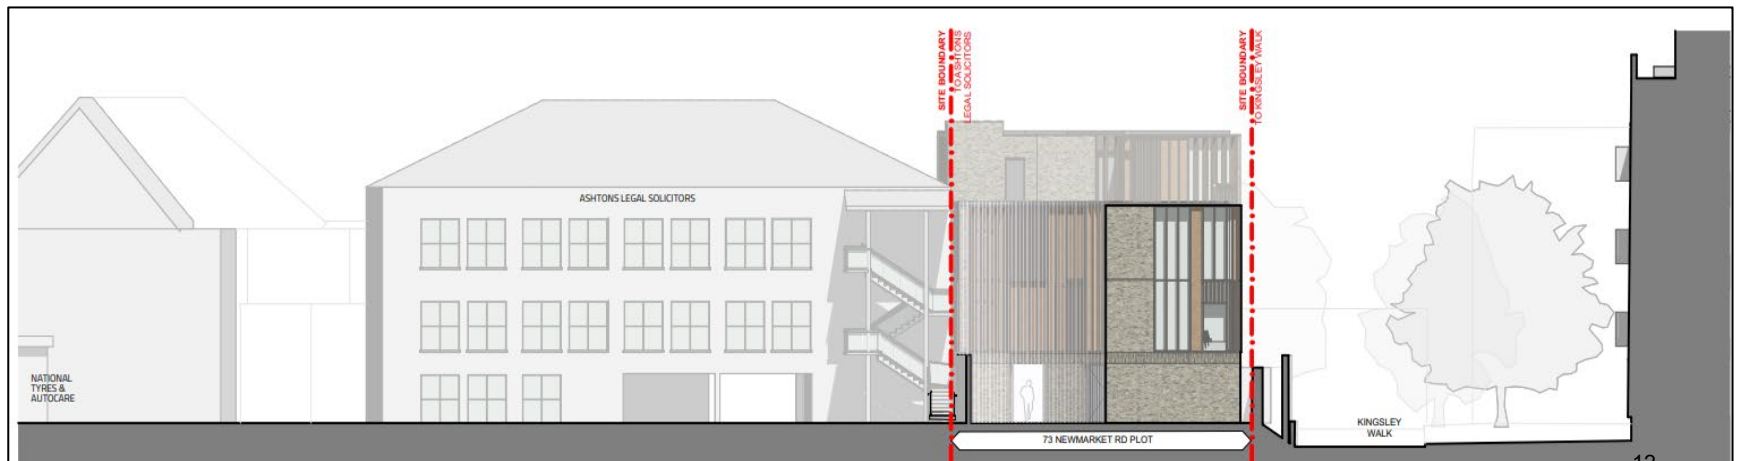 SITE BOUNDARY
TO ASHTONS
LEGAL SOLICITORS
SITE BOUNDARY
TO KINGSLEY WALK
ASHTONS LEGAL SOLICITORS
NATIONAL
TYRES &
AUTOCARE
73 NEWMARKET RD PLOT
KINGSLEY
WALK